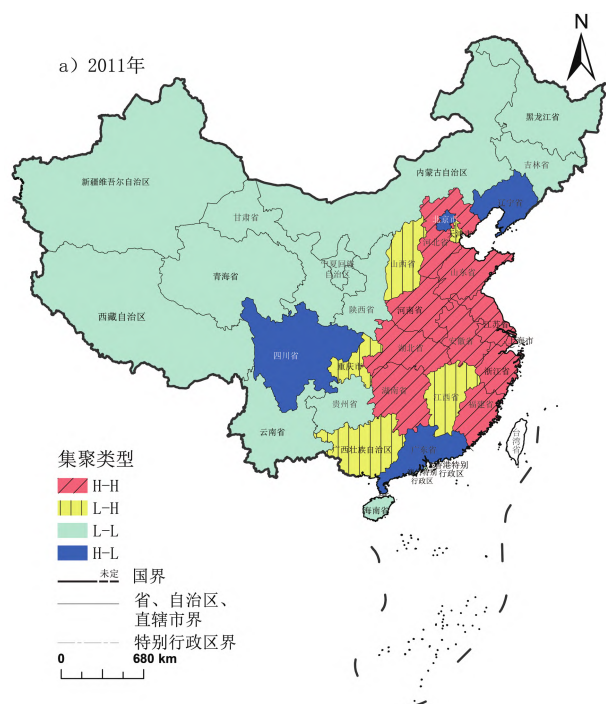 N
a）2011年
黑龙江省
吉林省
内蒙古自治区
新疆维吾尔自治区
辽宁省
甘肃省
北京市
河北省
山西省
宁夏回族
自治区
青海省
山东省
陕西省
河南省
江苏省
西藏自治区
安徽省
上海市
四川省
湖北省
重庆市
浙江省
湖南省
江西省
贵州省
福建省
云南省
台湾省
广西壮族自治区
广东省
香港特别
行政区
行政区
海南省
集聚类型
H-H
L-H
L-L
H-L
未定
国界
省、自治区、
直辖市界
特别行政区界
0
680 km